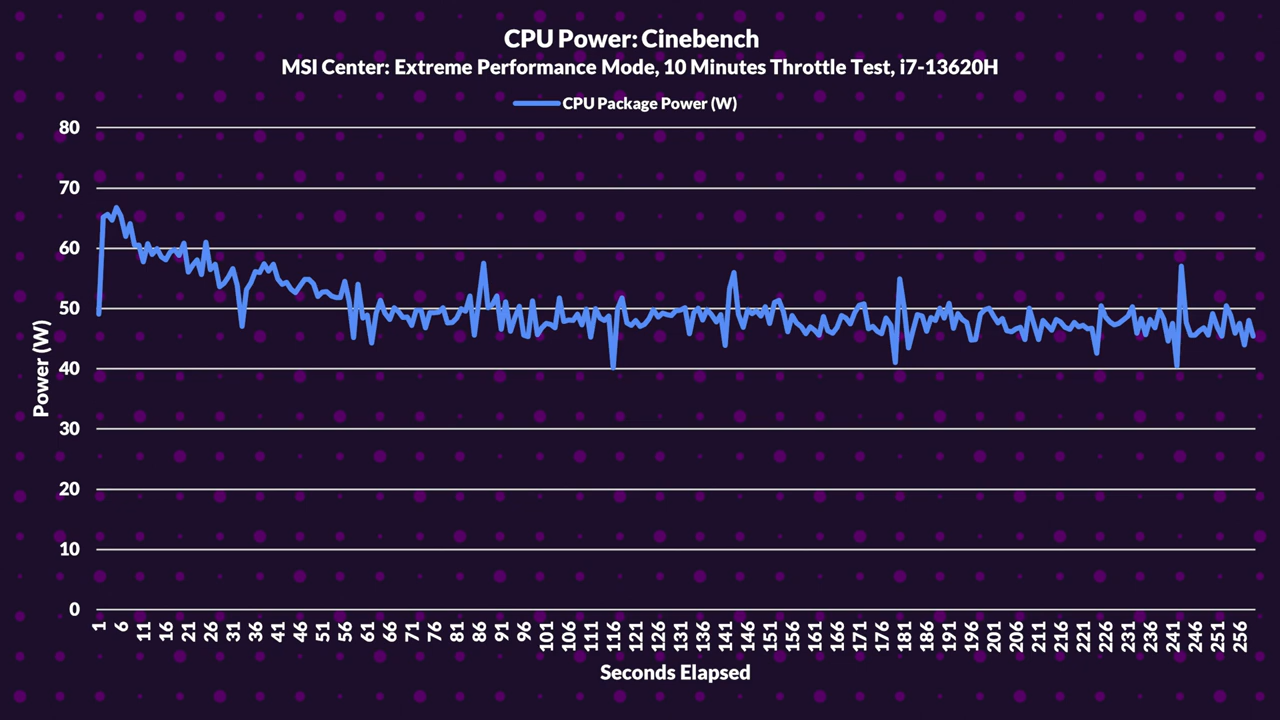 CPU Power: Cinebench
MSI Center: Extreme Performance Mode, 10 Minutes Throttle Test, i7-13620H
CPU Package Power (W)
80
70
60
50
40
30
20
10
0
Power (W)
1 6 11 16 21 26 31 36 41 46 51 56 61 66 71 76 81 86 91 96 101 106 111 116 121 126 131 136 141 146 151 156 161 166 171 176 181 186 191 196 201 206 211 216 221 226 231 236 241 246 251 256
Seconds Elapsed